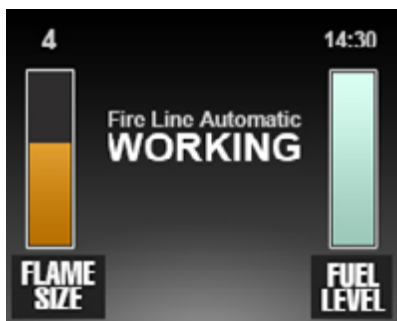 4
14:30
Fire Line Automatic
WORKING
FLAME
SIZE
FUEL
LEVEL